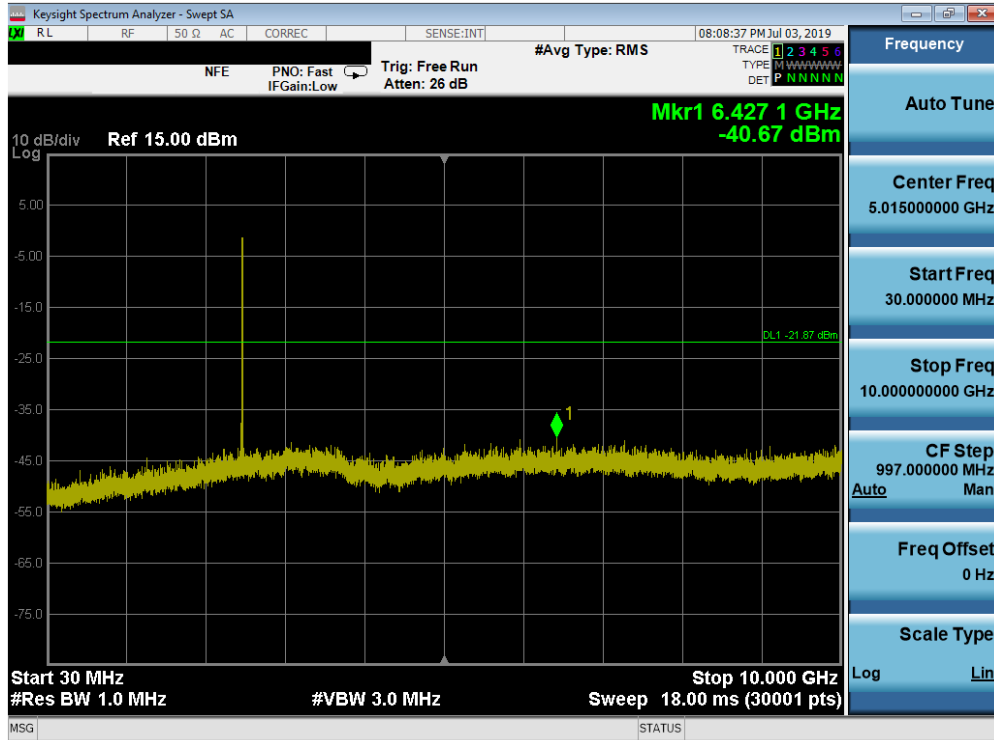 Keysight Spectrum Analyzer - Swept SA
LXI RL RF 50 Ω AC CORREC SENSE:INT 08:08:37 PM Jul 03, 2019
#Avg Type: RMS TRACE 1 2 3 4 5 6
NFE PNO: Fast Trig: Free Run TYPE M WWWWW
IFGain:Low Atten: 26 dB DET P N N N N N
Mkr1 6.427 1 GHz
-40.67 dBm
10 dB/div Ref 15.00 dBm
Log
5.00
-5.00
-15.0
DL1 -21.87 dBm
-25.0
-35.0
1
-45.0
-55.0
-65.0
-75.0
Start 30 MHz Stop 10.000 GHz
#Res BW 1.0 MHz #VBW 3.0 MHz Sweep 18.00 ms (30001 pts)
MSG STATUS
Frequency
Auto Tune
Center Freq
5.015000000 GHz
Start Freq
30.000000 MHz
Stop Freq
10.000000000 GHz
CF Step
997.000000 MHz
Auto Man
Freq Offset
0 Hz
Scale Type
Log Lin